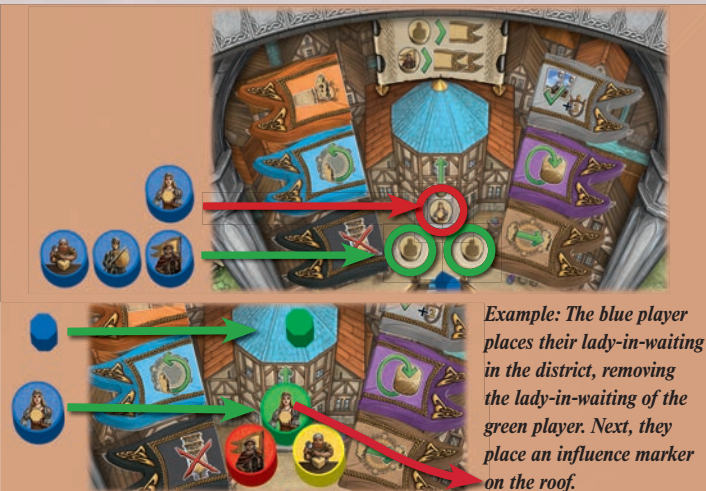 Example: The blue player
places their lady-in-waiting
in the district, removing
the lady-in-waiting of the
green player. Next, they
place an influence marker
on the roof.